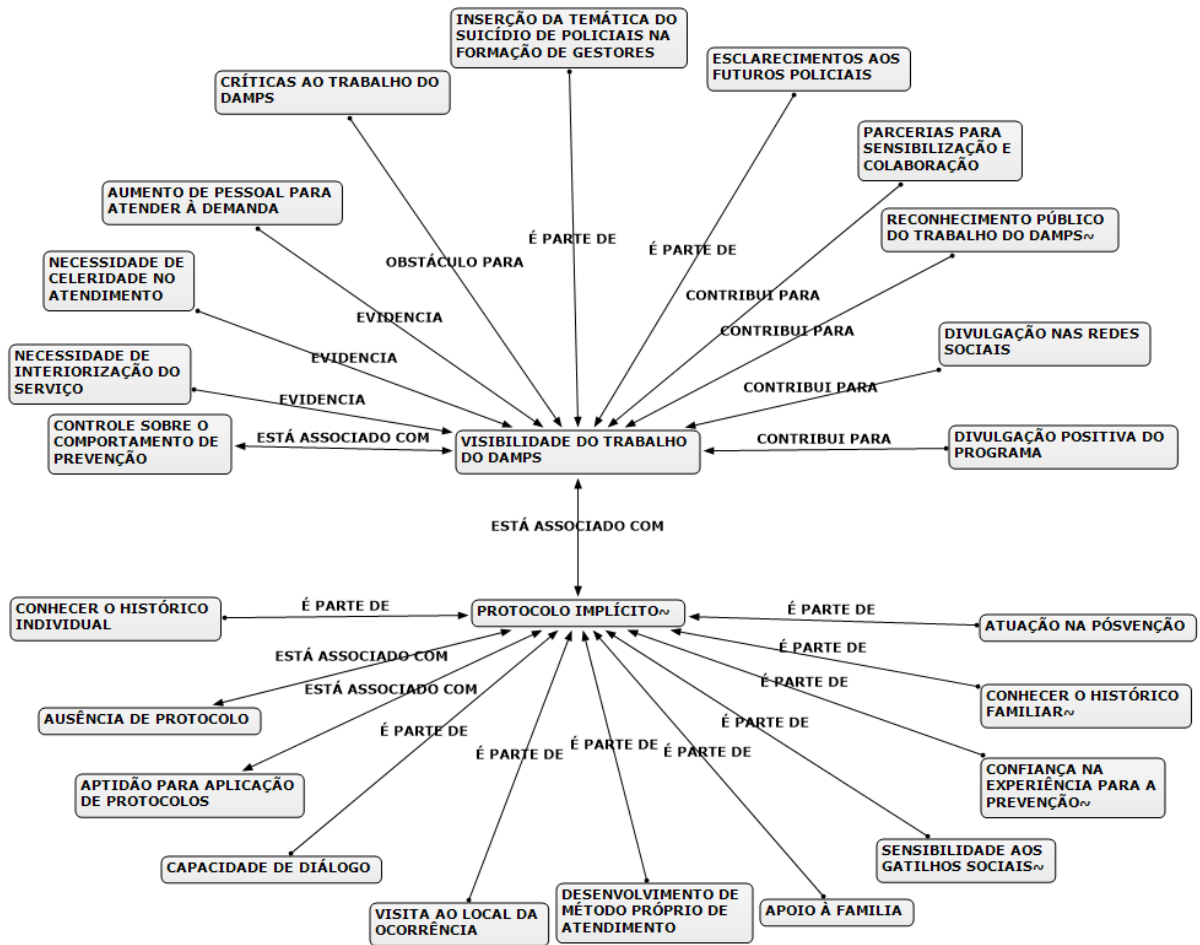 INSERÇÃO DA TEMÁTICA DO
SUICÍDIO DE POLICIAIS NA
FORMAÇÃO DE GESTORES
ESCLARECIMENTOS AOS
FUTUROS POLICIAIS
CRÍTICAS AO TRABALHO DO
DAMPS
PARCERIAS PARA
SENSIBILIZAÇÃO E
COLABORAÇÃO
AUMENTO DE PESSOAL PARA
ATENDER À DEMANDA
RECONHECIMENTO PÚBLICO
DO TRABALHO DO DAMPS~
É PARTE DE
É PARTE DE
OBSTÁCULO PARA
NECESSIDADE DE
CELERIDADE NO
ATENDIMENTO
CONTRIBUI PARA
EVIDENCIA
CONTRIBUI PARA
DIVULGAÇÃO NAS REDES
SOCIAIS
NECESSIDADE DE
INTERIORIZAÇÃO DO
SERVIÇO
EVIDENCIA
CONTRIBUI PARA
EVIDENCIA
CONTROLE SOBRE O
COMPORTAMENTO DE
PREVENÇÃO
ESTÁ ASSOCIADO COM
VISIBILIDADE DO TRABALHO
DO DAMPS
CONTRIBUI PARA
DIVULGAÇÃO POSITIVA DO
PROGRAMA
ESTÁ ASSOCIADO COM
CONHECER O HISTÓRICO
INDIVIDUAL
É PARTE DE
PROTOCOLO IMPLÍCITO~
É PARTE DE
ATUAÇÃO NA PÓSVENÇÃO
ESTÁ ASSOCIADO COM
É PARTE DE
AUSÊNCIA DE PROTOCOLO
ESTÁ ASSOCIADO COM
É PARTE DE
CONHECER O HISTÓRICO
FAMILIAR~
É PARTE DE
É PARTE DE
É PARTE DE
É PARTE DE
É PARTE DE
APTIDÃO PARA APLICAÇÃO
DE PROTOCOLOS
CONFIANÇA NA
EXPERIÊNCIA PARA A
PREVENÇÃO~
CAPACIDADE DE DIÁLOGO
SENSIBILIDADE AOS
GATILHOS SOCIAIS~
VISITA AO LOCAL DA
OCORRÊNCIA
DESENVOLVIMENTO DE
MÉTODO PRÓPRIO DE
ATENDIMENTO
APOIO À FAMILIA